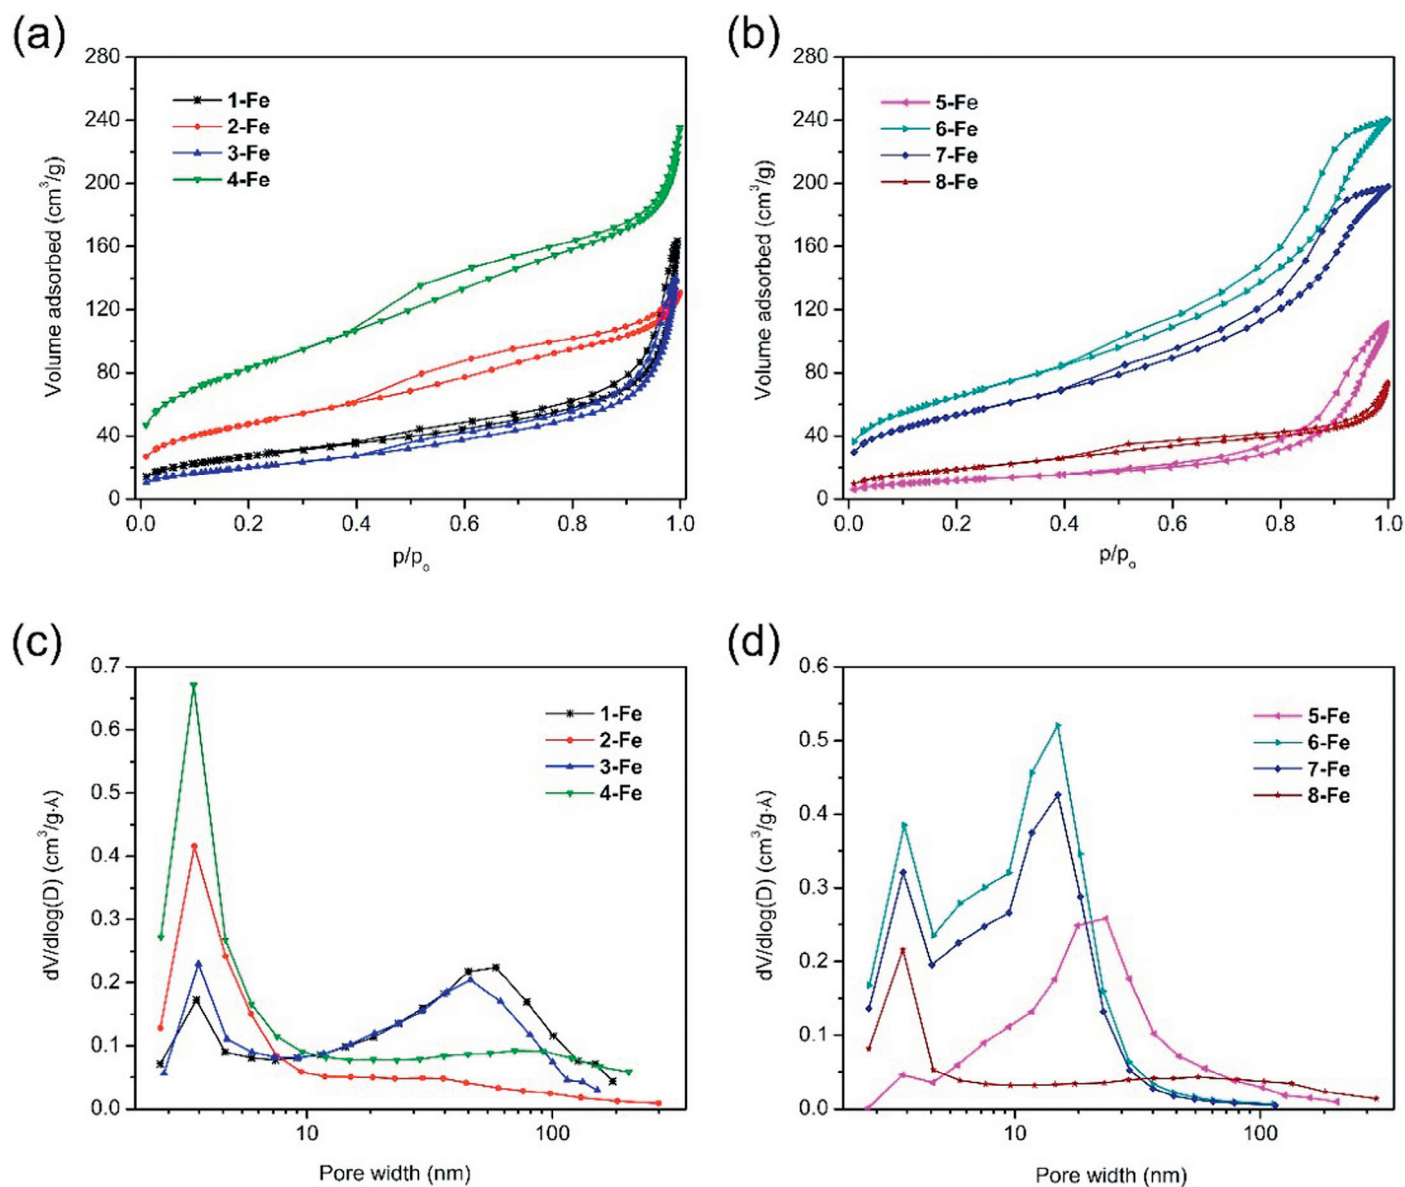 (a)
280
240
200
160
120
80
40
0
Volume adsorbed (cm³/g)
1-Fe
2-Fe
3-Fe
4-Fe
0.0 0.2 0.4 0.6 0.8 1.0
p/pₒ
(b)
280
240
200
160
120
80
40
0
Volume adsorbed (cm³/g)
5-Fe
6-Fe
7-Fe
8-Fe
0.0 0.2 0.4 0.6 0.8 1.0
p/pₒ
(c)
0.7
0.6
0.5
0.4
0.3
0.2
0.1
0.0
dV/dlog(D) (cm³/g·Å)
1-Fe
2-Fe
3-Fe
4-Fe
10 100
Pore width (nm)
(d)
0.6
0.5
0.4
0.3
0.2
0.1
0.0
dV/dlog(D) (cm³/g·Å)
5-Fe
6-Fe
7-Fe
8-Fe
10 100
Pore width (nm)